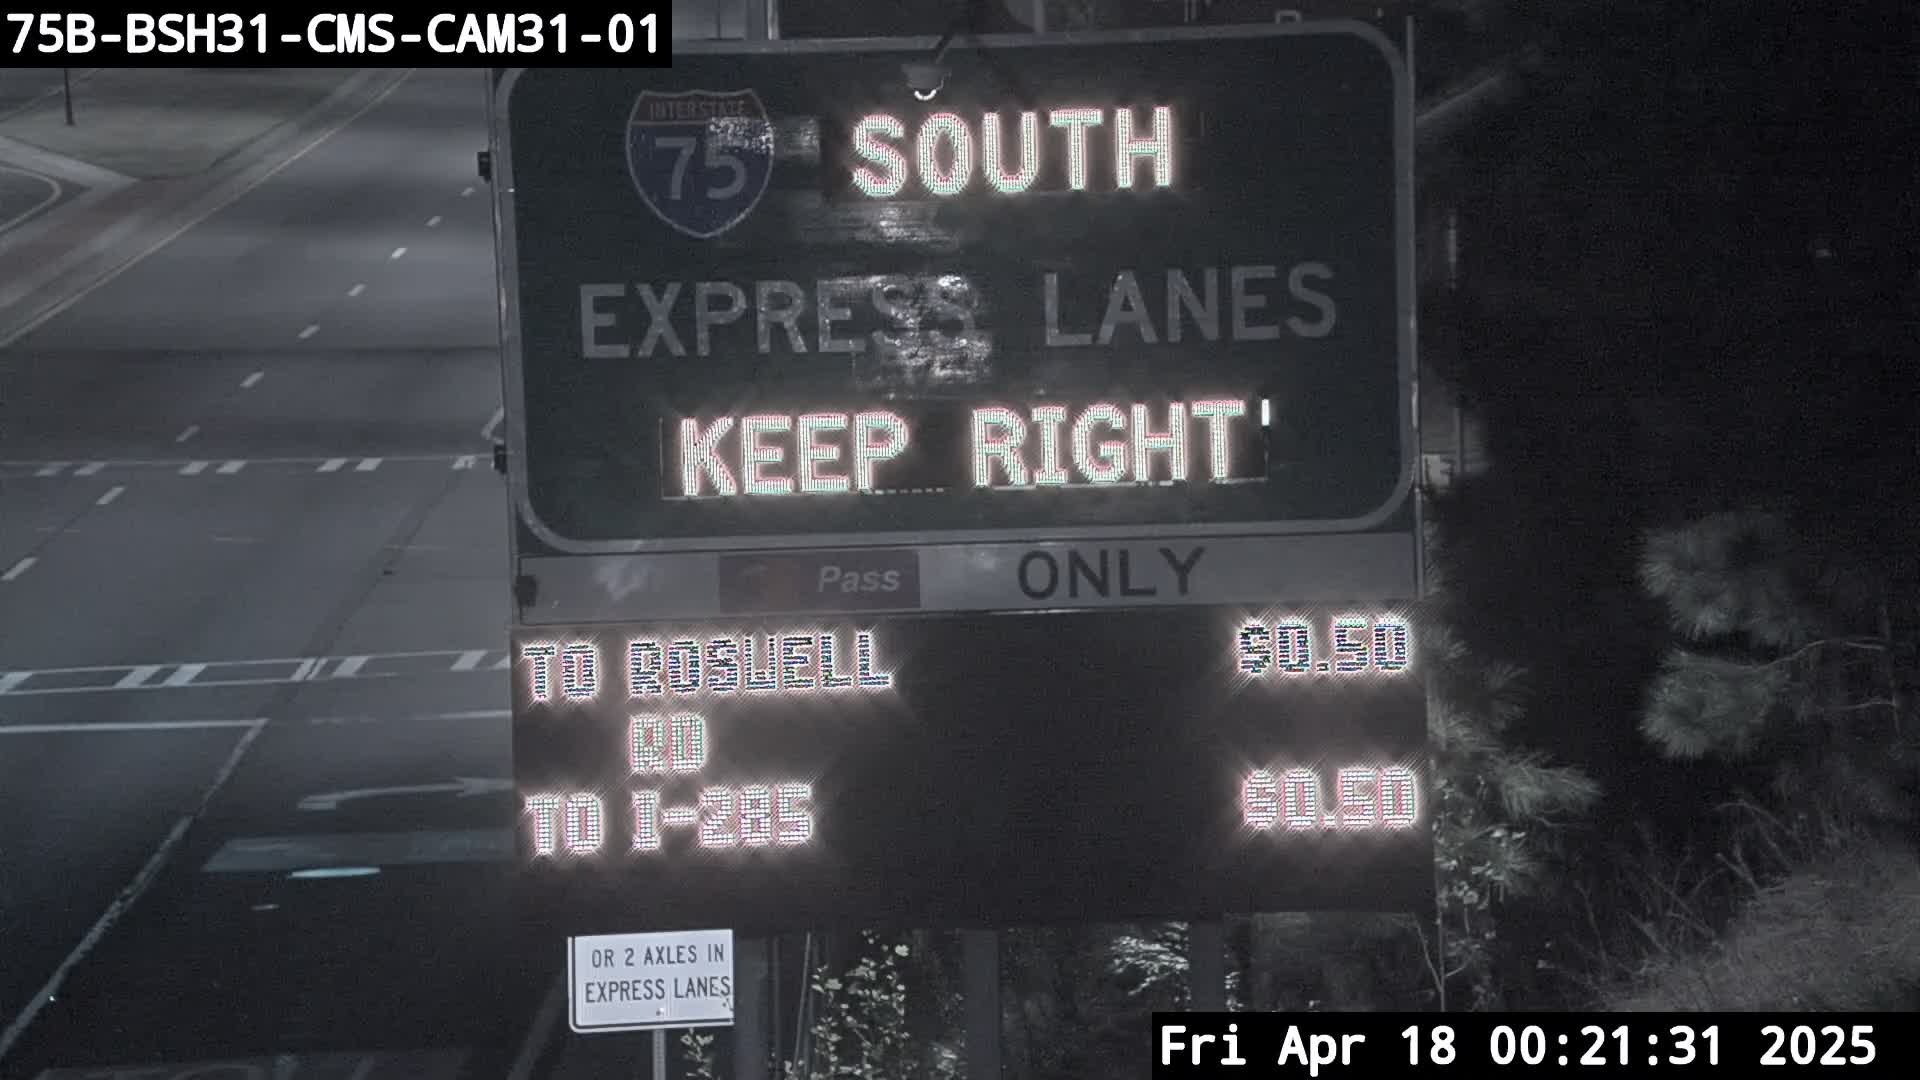 75B-BSH31-CMS-CAM31-01
INTERSTATE
75
SOUTH
EXPRESS LANES
KEEP RIGHT
Pass ONLY
TO ROSWELL $0.50
RD
TO I-285 $0.50
OR 2 AXLES IN
EXPRESS LANES
Fri Apr 18 00:21:31 2025